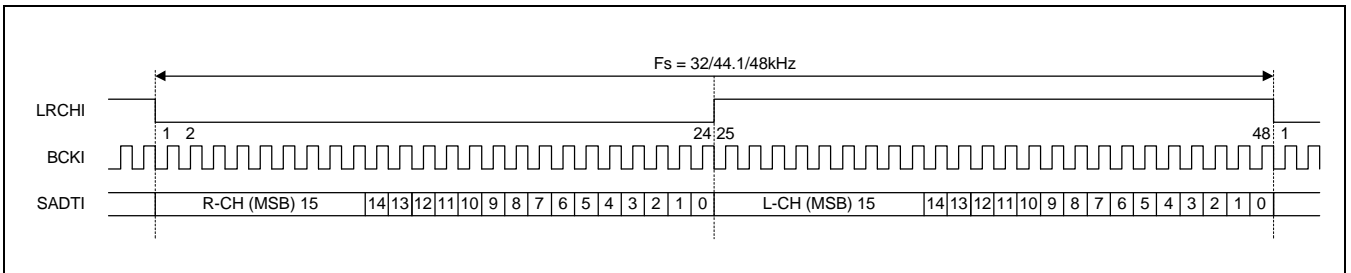 Fs = 32/44.1/48kHz
LRCHI
1 2 24 25 48 1
BCKI
SADTI R-CH (MSB) 15 14 13 12 11 10 9 8 7 6 5 4 3 2 1 0 L-CH (MSB) 15 14 13 12 11 10 9 8 7 6 5 4 3 2 1 0